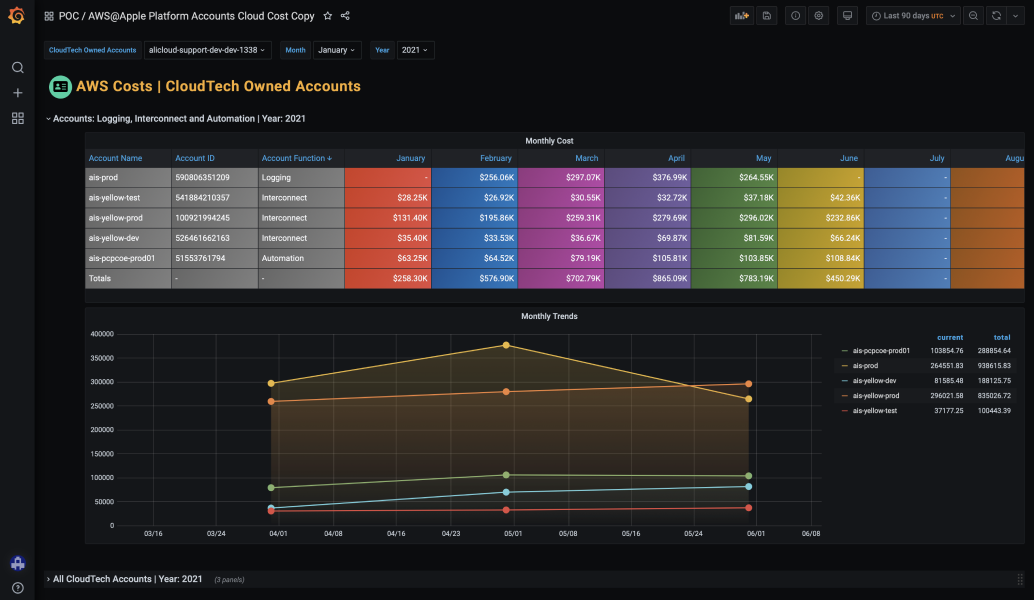 POC / AWS@Apple Platform Accounts Cloud Cost Copy
Last 90 days UTC
CloudTech Owned Accounts alicloud-support-dev-dev-1338 Month January Year 2021
AWS Costs | CloudTech Owned Accounts
Accounts: Logging, Interconnect and Automation | Year: 2021
Monthly Cost
Account Name Account ID Account Function January February March April May June July Augu
ais-prod 590806351209 Logging - $256.06K $297.07K $376.99K $264.55K - -
ais-yellow-test 541884210357 Interconnect $28.25K $26.92K $30.55K $32.72K $37.18K $42.36K -
ais-yellow-prod 100921994245 Interconnect $131.40K $195.86K $259.31K $279.69K $296.02K $232.86K -
ais-yellow-dev 526461662163 Interconnect $35.40K $33.53K $36.67K $69.87K $81.59K $66.24K -
ais-pcpcoe-prod01 51553761794 Automation $63.25K $64.52K $79.19K $105.81K $103.85K $108.84K -
Totals - - $258.30K $576.90K $702.79K $865.09K $783.19K $450.29K -
Monthly Trends
400000
350000
300000
250000
200000
150000
100000
50000
0
03/16 03/24 04/01 04/08 04/16 04/23 05/01 05/08 05/16 05/24 06/01 06/08
current total
ais-pcpcoe-prod01 103854.76 288854.64
ais-prod 264551.83 938615.83
ais-yellow-dev 81585.48 188125.75
ais-yellow-prod 296021.58 835026.72
ais-yellow-test 37177.25 100443.39
All CloudTech Accounts | Year: 2021 (3 panels)